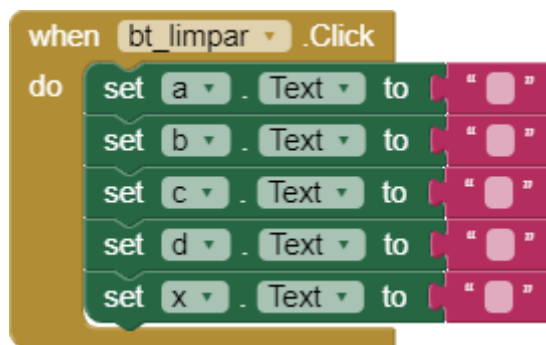 when bt_limpar .Click
do set a . Text to " "
set b . Text to " "
set c . Text to " "
set d . Text to " "
set x . Text to " "